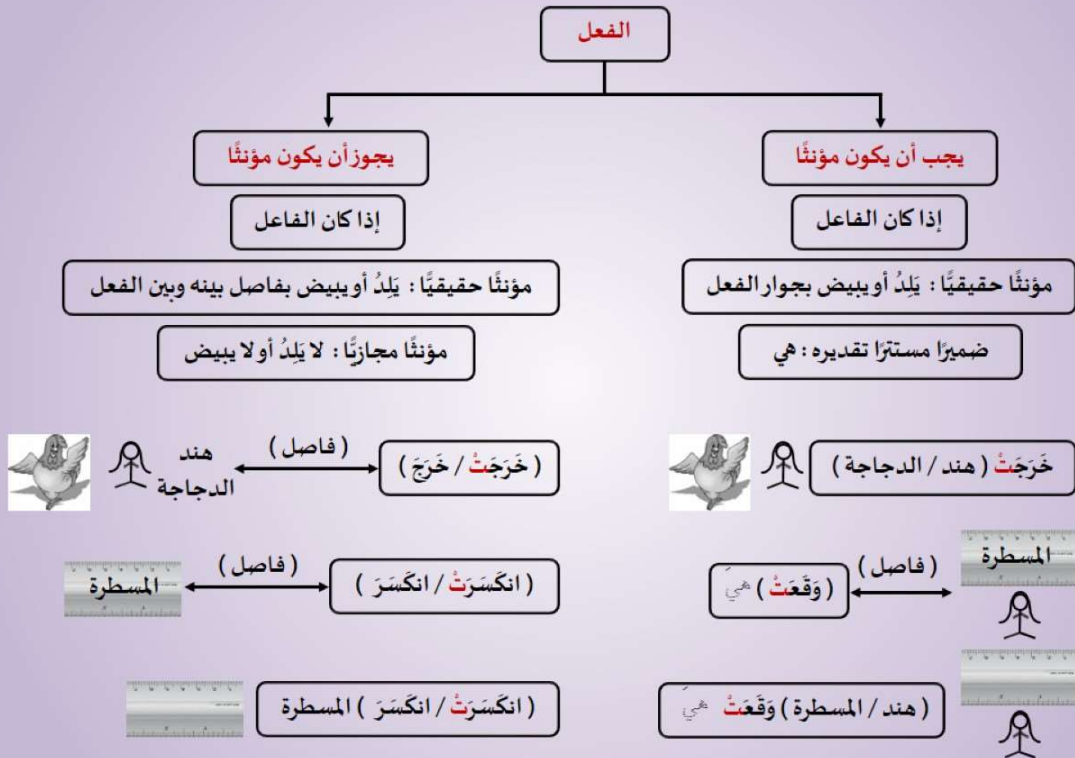 الفعل
يجب أن يكون مؤنثًا
إذا كان الفاعل
مؤنثًا حقيقيًّا : يَلِدُ أو يبيض بجوار الفعل
ضميرًا مستترًا تقديره : هي
خَرَجَتْ ( هند / الدجاجة )
المسطرة
( فاصل )
( وَقَعَتْ ) هيَ
( هند / المسطرة ) وَقَعَتْ هيَ
يجوز أن يكون مؤنثًا
إذا كان الفاعل
مؤنثًا حقيقيًّا : يَلِدُ أو يبيض بفاصل بينه وبين الفعل
مؤنثًا مجازيًّا : لا يَلِدُ أو لا يبيض
( خَرَجَتْ / خَرَجَ )
( فاصل )
هند
الدجاجة
( انكَسَرَتْ / انكَسَرَ )
( فاصل )
المسطرة
( انكَسَرَتْ / انكَسَرَ ) المسطرة